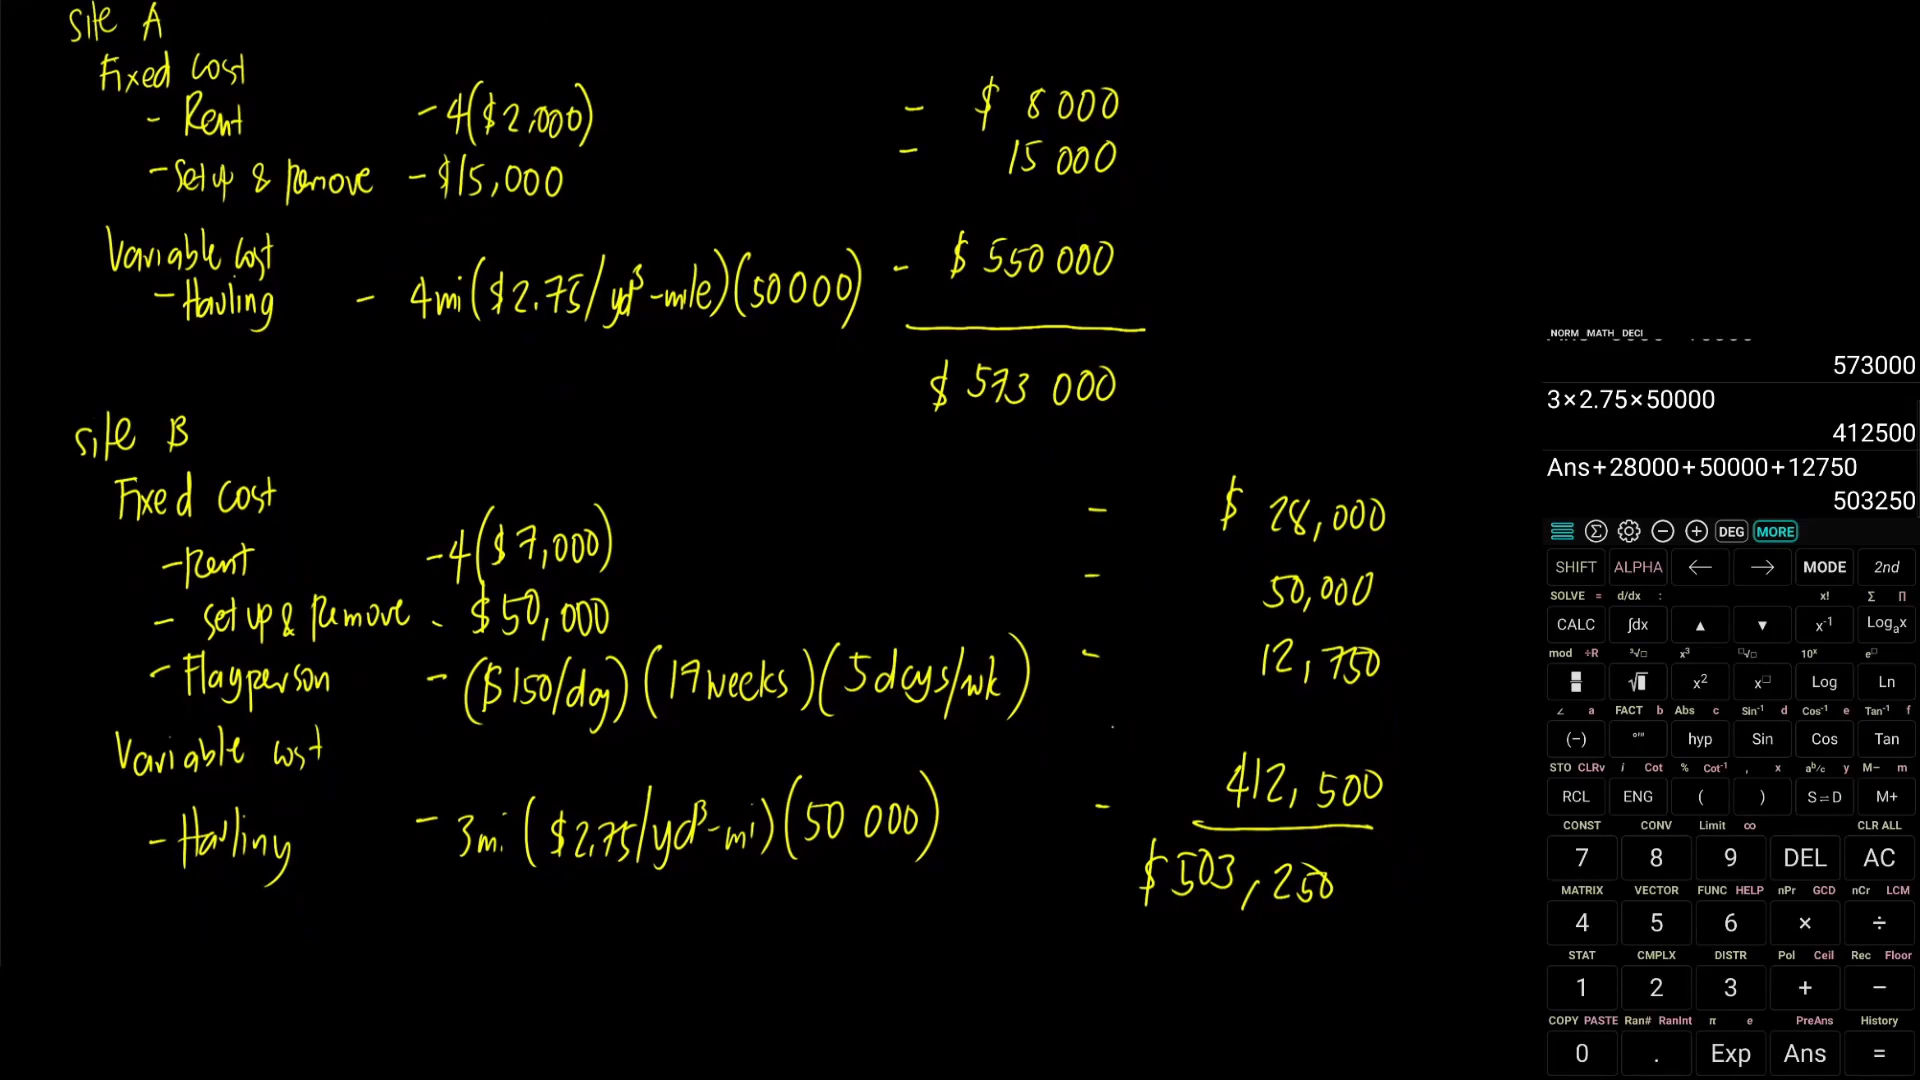 Site A
Fixed Cost
- Rent - 4($2,000) - $ 8 000
- Set up & Remove - $15,000 - 15 000
Variable Cost
- Hauling - 4mi($2.75/yd³-mile)(50000) - $ 550 000
$ 573 000
Site B
Fixed Cost
- Rent - 4($7,000) - $ 28,000
- set up & Remove - $50,000 - 50,000
- Flagperson - ($150/day)(17weeks)(5days/wk) - 12,750
Variable cost
- Hauling - 3mi($2.75/yd³-mi)(50 000) - 412,500
$503,250
NORM MATH DECI
573000
3×2.75×50000
412500
Ans+28000+50000+12750
503250
DEG MORE
SHIFT ALPHA ← → MODE 2nd
SOLVE = d/dx : x! Σ Π
CALC ∫dx ▲ ▼ x⁻¹ Logₐx
mod ÷R ³√□ x³ □√□ 10ˣ e□
√□ x² x□ Log Ln
∠ a FACT b Abs c Sin⁻¹ d Cos⁻¹ e Tan⁻¹ f
(−) °′″ hyp Sin Cos Tan
STO CLRv i Cot % Cot⁻¹ , x aᵇ/c y M− m
RCL ENG ( ) S⇌D M+
CONST CONV Limit ∞ CLR ALL
7 8 9 DEL AC
MATRIX VECTOR FUNC HELP nPr GCD nCr LCM
4 5 6 × ÷
STAT CMPLX DISTR Pol Ceil Rec Floor
1 2 3 + −
COPY PASTE Ran# RanInt π e PreAns History
0 . Exp Ans =